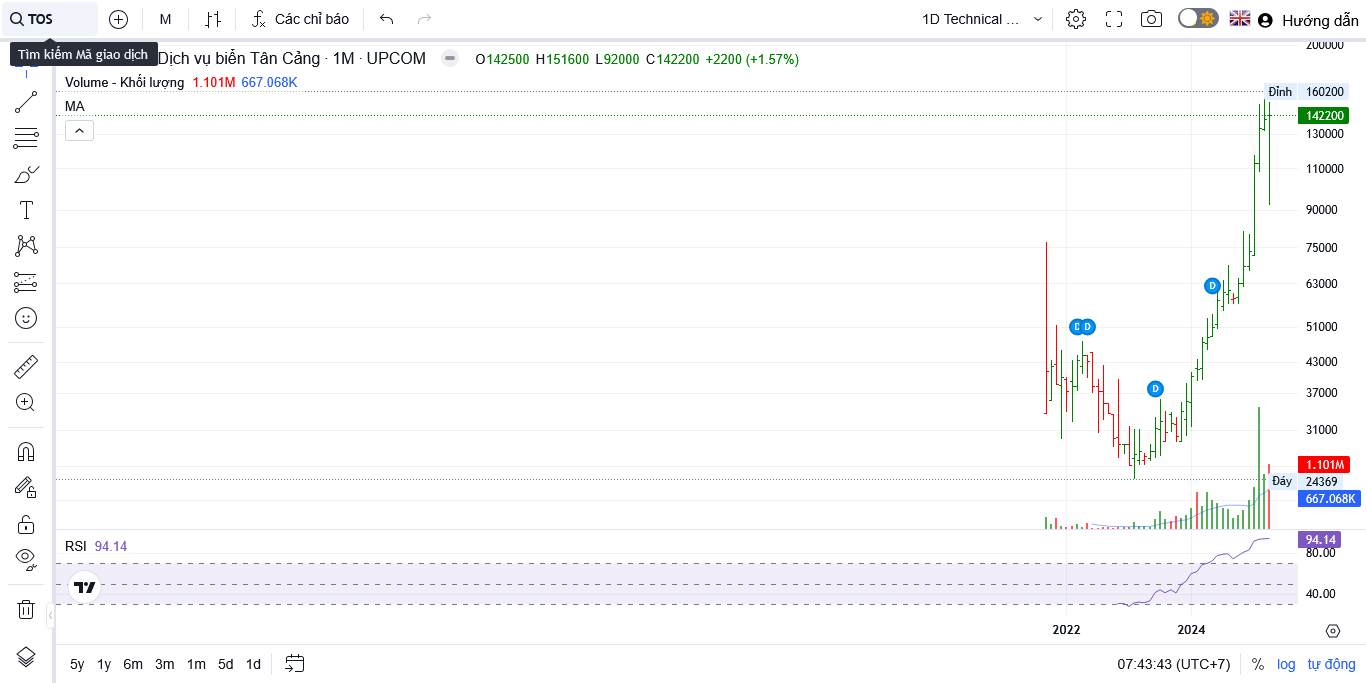 TOS
M
Các chỉ báo
1D Technical ...
Hướng dẫn
Tìm kiếm Mã giao dịch
Dịch vụ biển Tân Cảng · 1M · UPCOM
O142500 H151600 L92000 C142200 +2200 (+1.57%)
Volume - Khối lượng 1.101M 667.068K
MA
200000
Đỉnh 160200
142200
130000
110000
90000
75000
63000
D
51000
D D
43000
37000
D
31000
1.101M
Đáy 24369
667.068K
RSI 94.14
94.14
80.00
40.00
2022
2024
5y 1y 6m 3m 1m 5d 1d
07:43:43 (UTC+7)
% log tự động